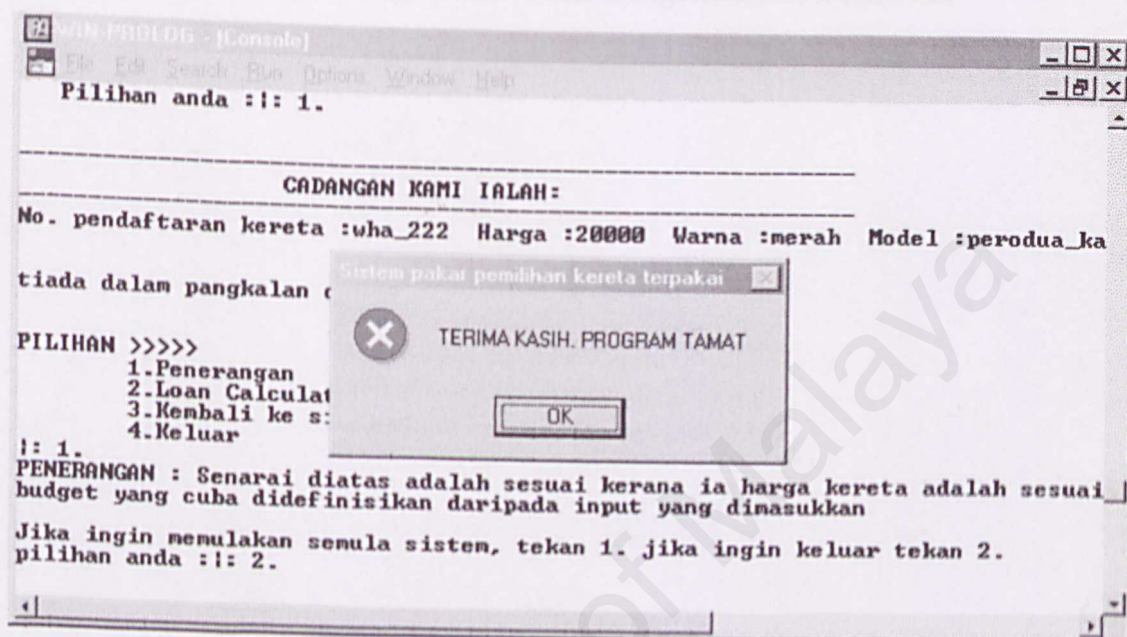 WIN-PROLOG - [Console]
File Edit Search Run Options Window Help
Pilihan anda :|: 1.
CADANGAN KAMI IALAH:
No. pendaftaran kereta :wha_222 Harga :20000 Warna :merah Model :perodua_ka
tiada dalam pangkalan
Sistem pakar pemilihan kereta terpakai
TERIMA KASIH. PROGRAM TAMAT
OK
PILIHAN >>>>>
1.Penerangan
2.Loan Calculat
3.Kembali ke s
4.Keluar
|: 1.
PENERANGAN : Senarai diatas adalah sesuai kerana ia harga kereta adalah sesuai
budget yang cuba didefinisikan daripada input yang dimasukkan
Jika ingin memulakan semula sistem, tekan 1. jika ingin keluar tekan 2.
pilihan anda :|: 2.
of Malaya